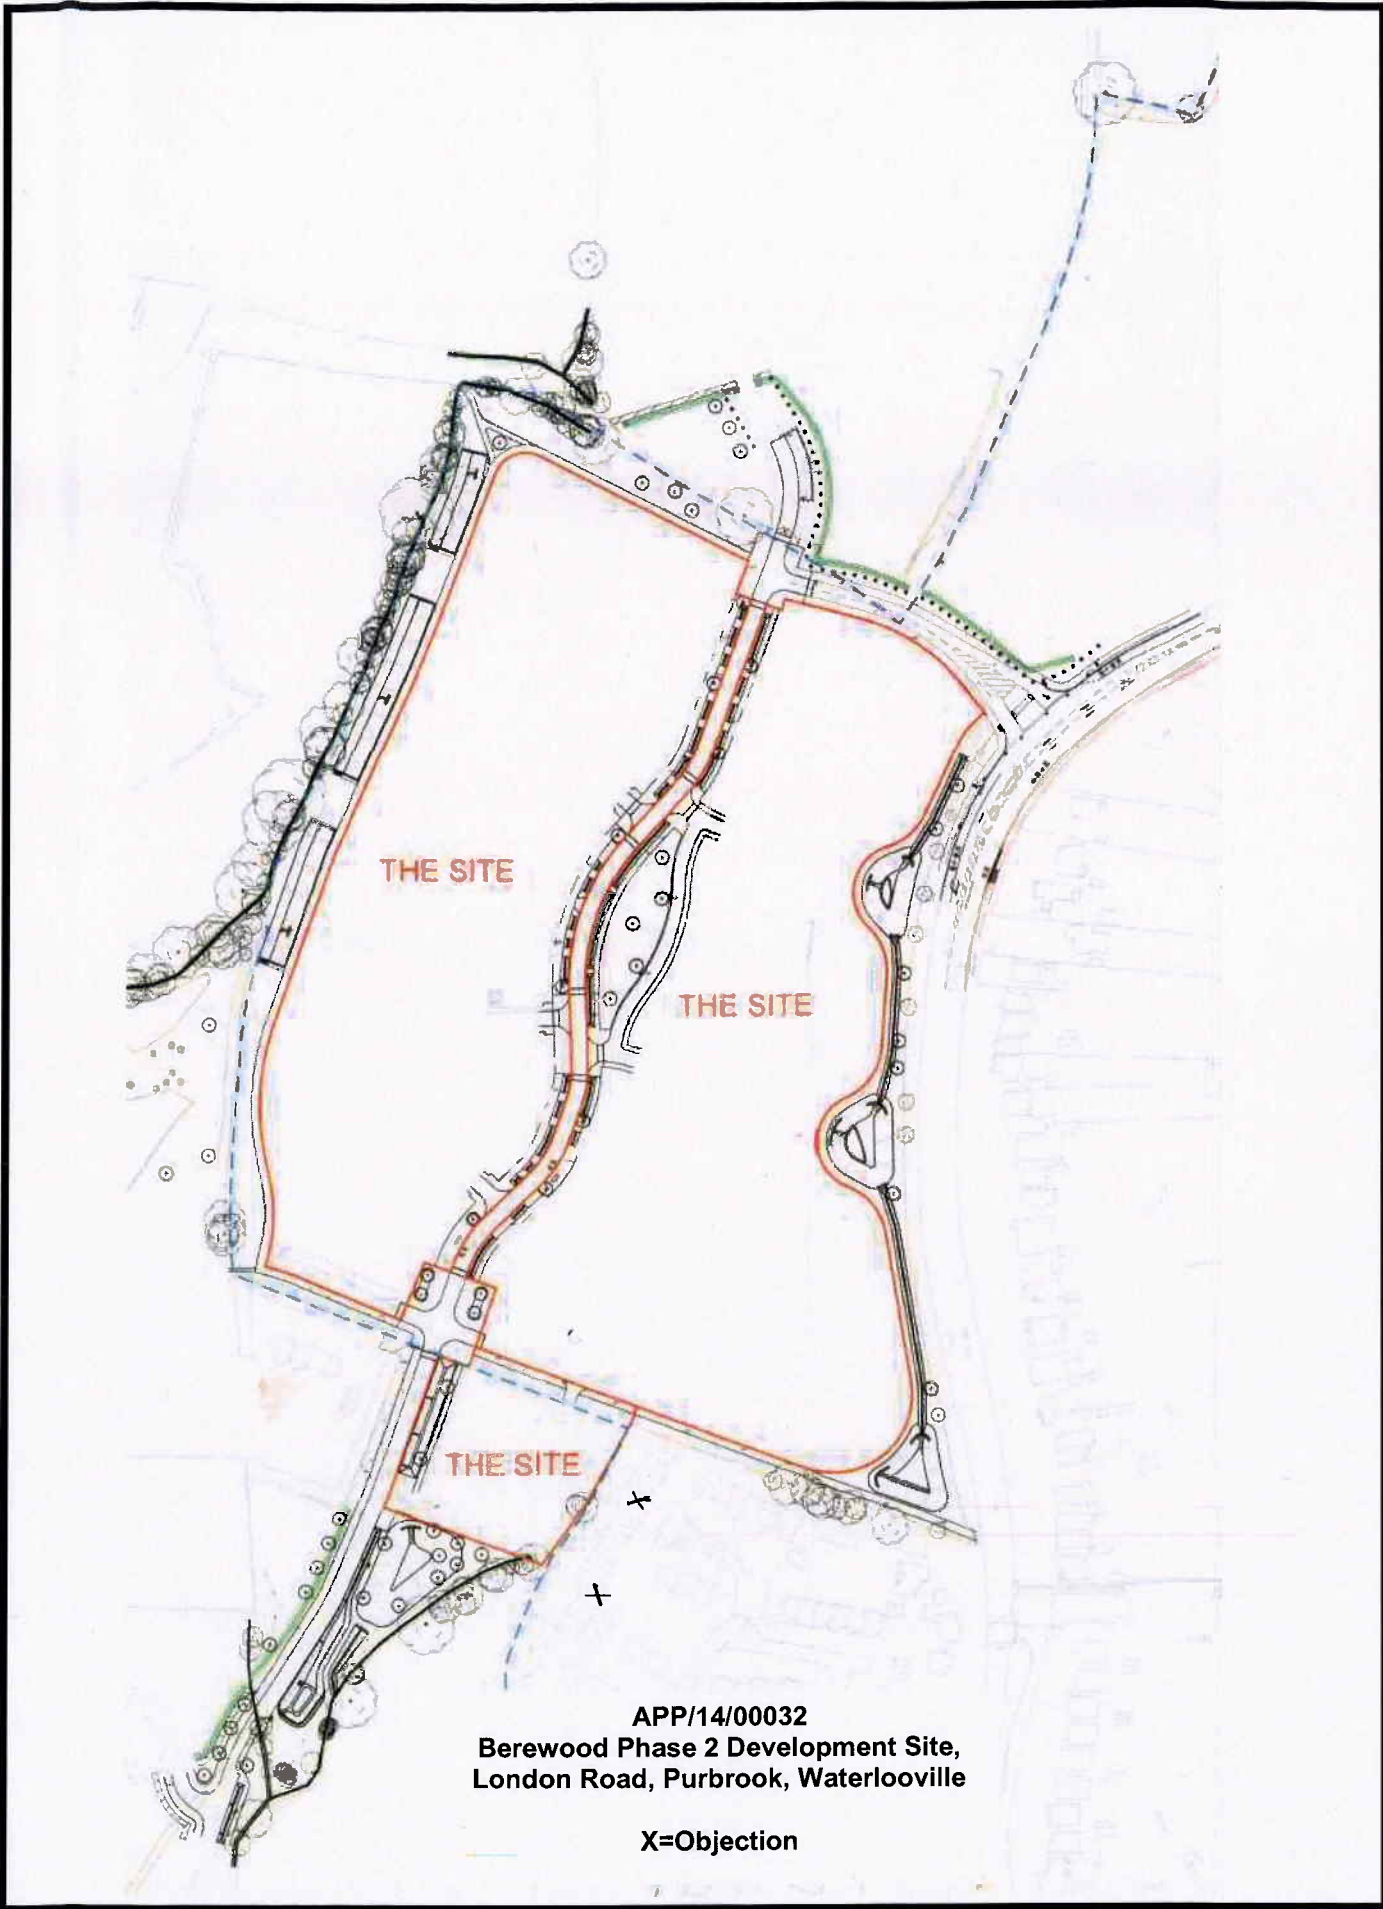 THE SITE
THE SITE
THE SITE
X
X
APP/14/00032
Berewood Phase 2 Development Site,
London Road, Purbrook, Waterlooville
X=Objection